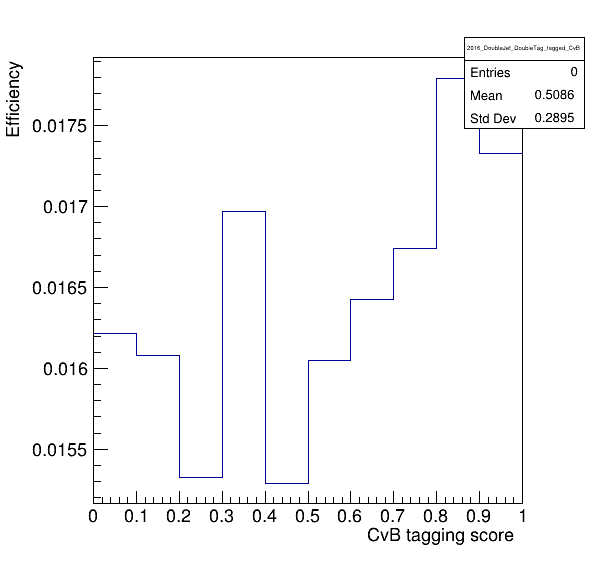 2016_DoubleJet_DoubleTag_tagged_CvB
Entries 0
Mean 0.5086
Std Dev 0.2895
Efficiency
0.0175
0.017
0.0165
0.016
0.0155
0 0.1 0.2 0.3 0.4 0.5 0.6 0.7 0.8 0.9 1
CvB tagging score